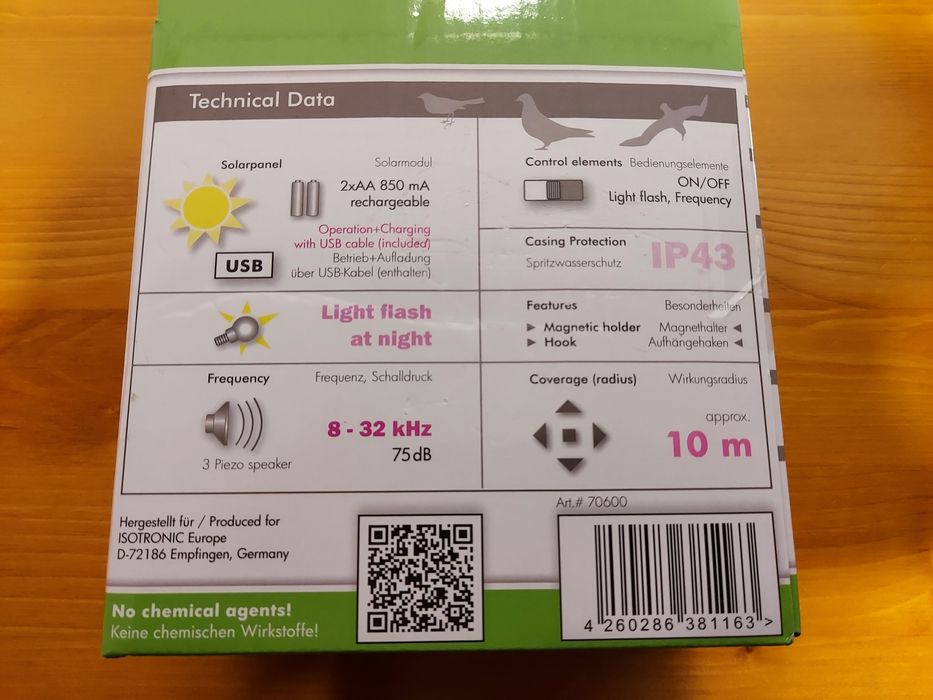 Technical Data
Solarpanel
Solarmodul
2xAA 850 mA
rechargeable
Operation+Charging
with USB cable (included)
USB
Betrieb+Aufladung
über USB-Kabel (enthalten)
Light flash
at night
Frequency
Frequenz, Schalldruck
8 - 32 kHz
75 dB
3 Piezo speaker
Control elements Bedienungselemente
ON/OFF
Light flash, Frequency
Casing Protection
Spritzwasserschutz
IP43
Features
Besonderheiten
Magnetic holder
Magnethalter
Hook
Aufhängehaken
Coverage (radius)
Wirkungsradius
approx.
10 m
Art.# 70600
Hergestellt für / Produced for
ISOTRONIC Europe
D-72186 Empfingen, Germany
No chemical agents!
Keine chemischen Wirkstoffe!
4 260286 381163 >